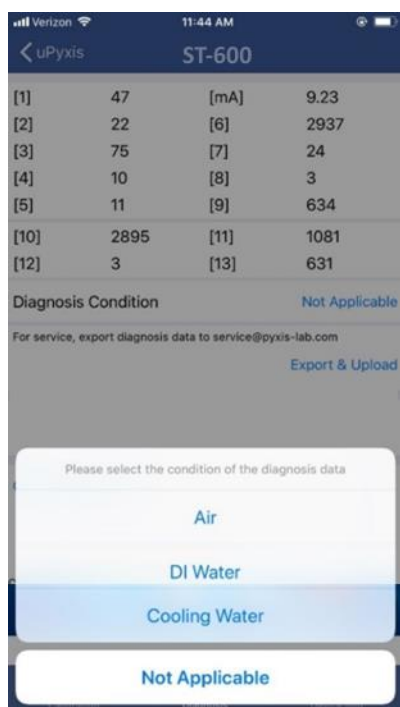 Verizon 11:44 AM
uPyxis ST-600
[1] 47 [mA] 9.23
[2] 22 [6] 2937
[3] 75 [7] 24
[4] 10 [8] 3
[5] 11 [9] 634
[10] 2895 [11] 1081
[12] 3 [13] 631
Diagnosis Condition Not Applicable
For service, export diagnosis data to service@pyxis-lab.com
Export & Upload
Please select the condition of the diagnosis data
Air
DI Water
Cooling Water
Not Applicable